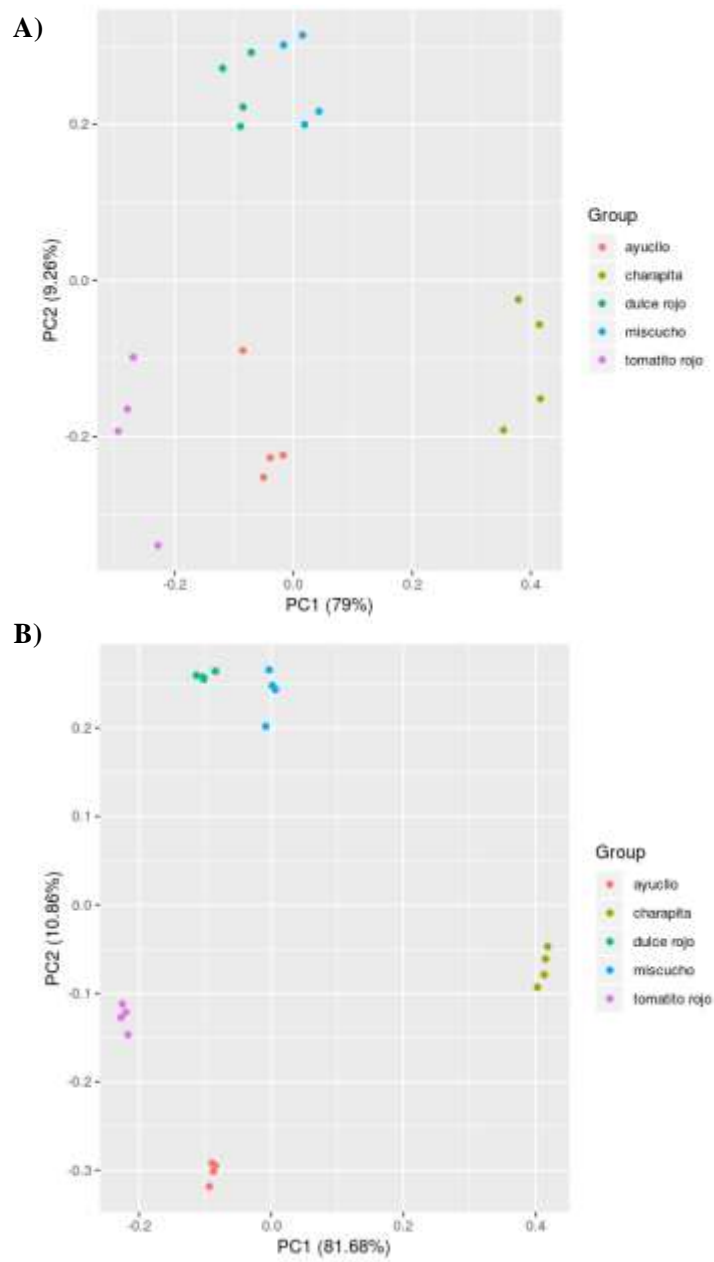 A)
0.2
0.0
-0.2
PC2 (9.26%)
-0.2 0.0 0.2 0.4
PC1 (79%)
Group
ayucllo
charapita
dulce rojo
miscucho
tomatito rojo
B)
0.2
0.1
0.0
-0.1
-0.2
-0.3
PC2 (10.86%)
-0.2 0.0 0.2 0.4
PC1 (81.68%)
Group
ayucllo
charapita
dulce rojo
miscucho
tomatito rojo